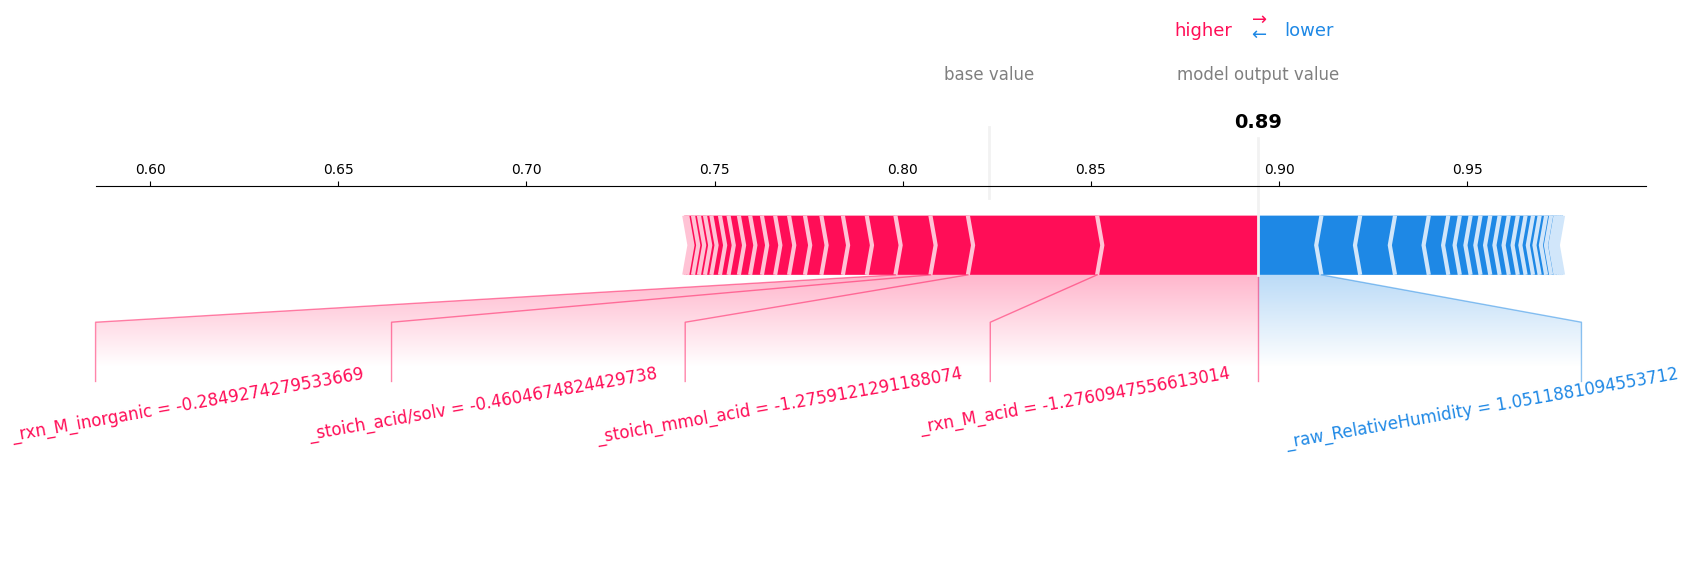 higher → ← lower
base value model output value
0.89
0.60 0.65 0.70 0.75 0.80 0.85 0.90 0.95
_rxn_M_inorganic = -0.2849274279533669
_stoich_acid/solv = -0.4604674824429738
_stoich_mmol_acid = -1.2759121291188074
_rxn_M_acid = -1.2760947556613014
_raw_RelativeHumidity = 1.0511881094553712